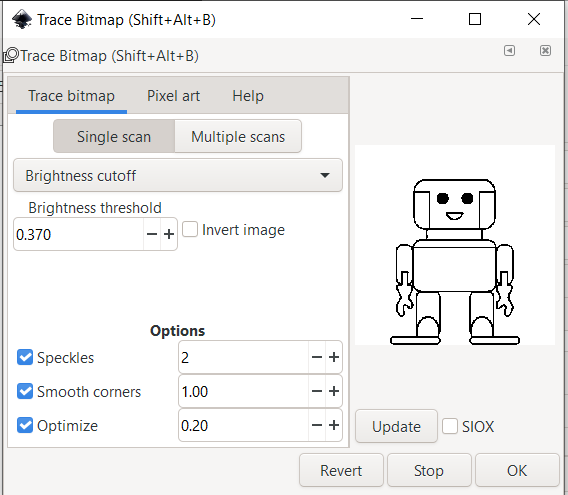 Trace Bitmap (Shift+Alt+B)
Trace Bitmap (Shift+Alt+B)
Trace bitmap Pixel art Help
Single scan Multiple scans
Brightness cutoff
Brightness threshold
0.370 Invert image
Options
Speckles 2
Smooth corners 1.00
Optimize 0.20
Update SIOX
Revert Stop OK